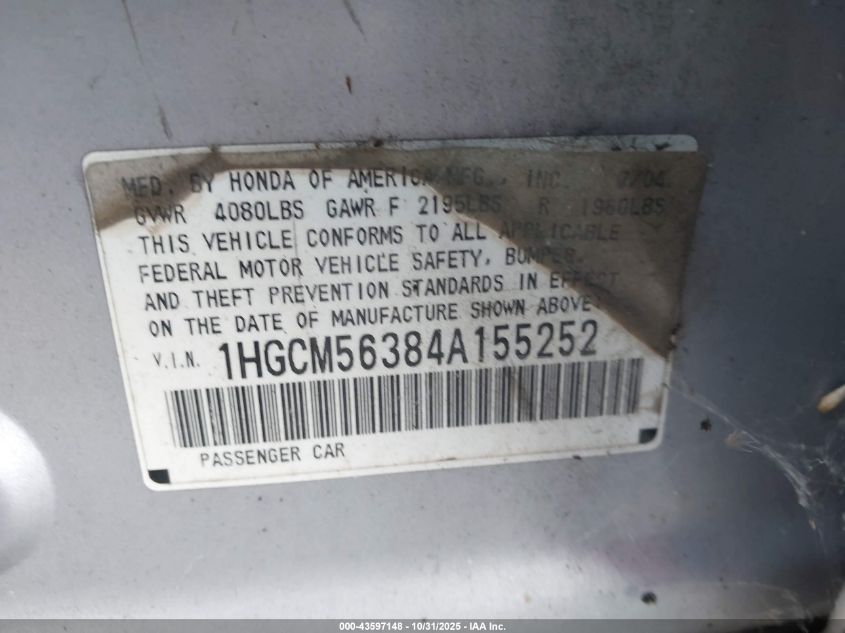 MFD. BY HONDA OF AMERICA MFG., INC. /04
GVWR 4080LBS GAWR F 2195LBS R 1960LBS
THIS VEHICLE CONFORMS TO ALL APPLICABLE
FEDERAL MOTOR VEHICLE SAFETY, BUMPER,
AND THEFT PREVENTION STANDARDS IN EFFECT
ON THE DATE OF MANUFACTURE SHOWN ABOVE.
V.I.N. 1HGCM56384A155252
PASSENGER CAR
000-43597148 - 10/31/2025 - IAA Inc.